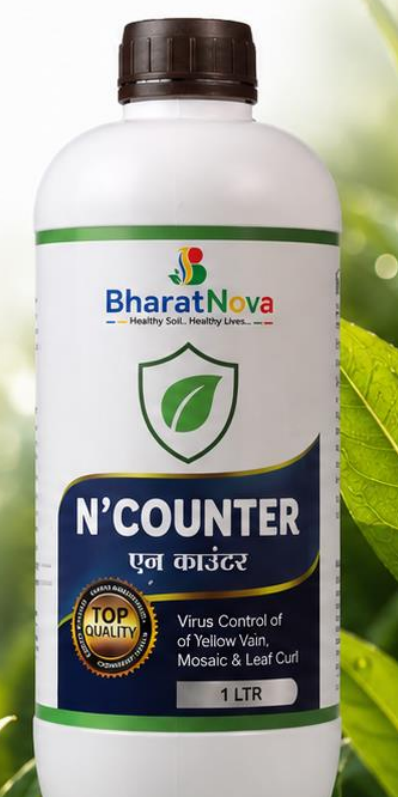 BharatNova
Healthy Soil.. Healthy Lives...
N'COUNTER
एन काउंटर
TOP
QUALITY
Virus Control of
of Yellow Vain,
Mosaic & Leaf Curl
1 LTR